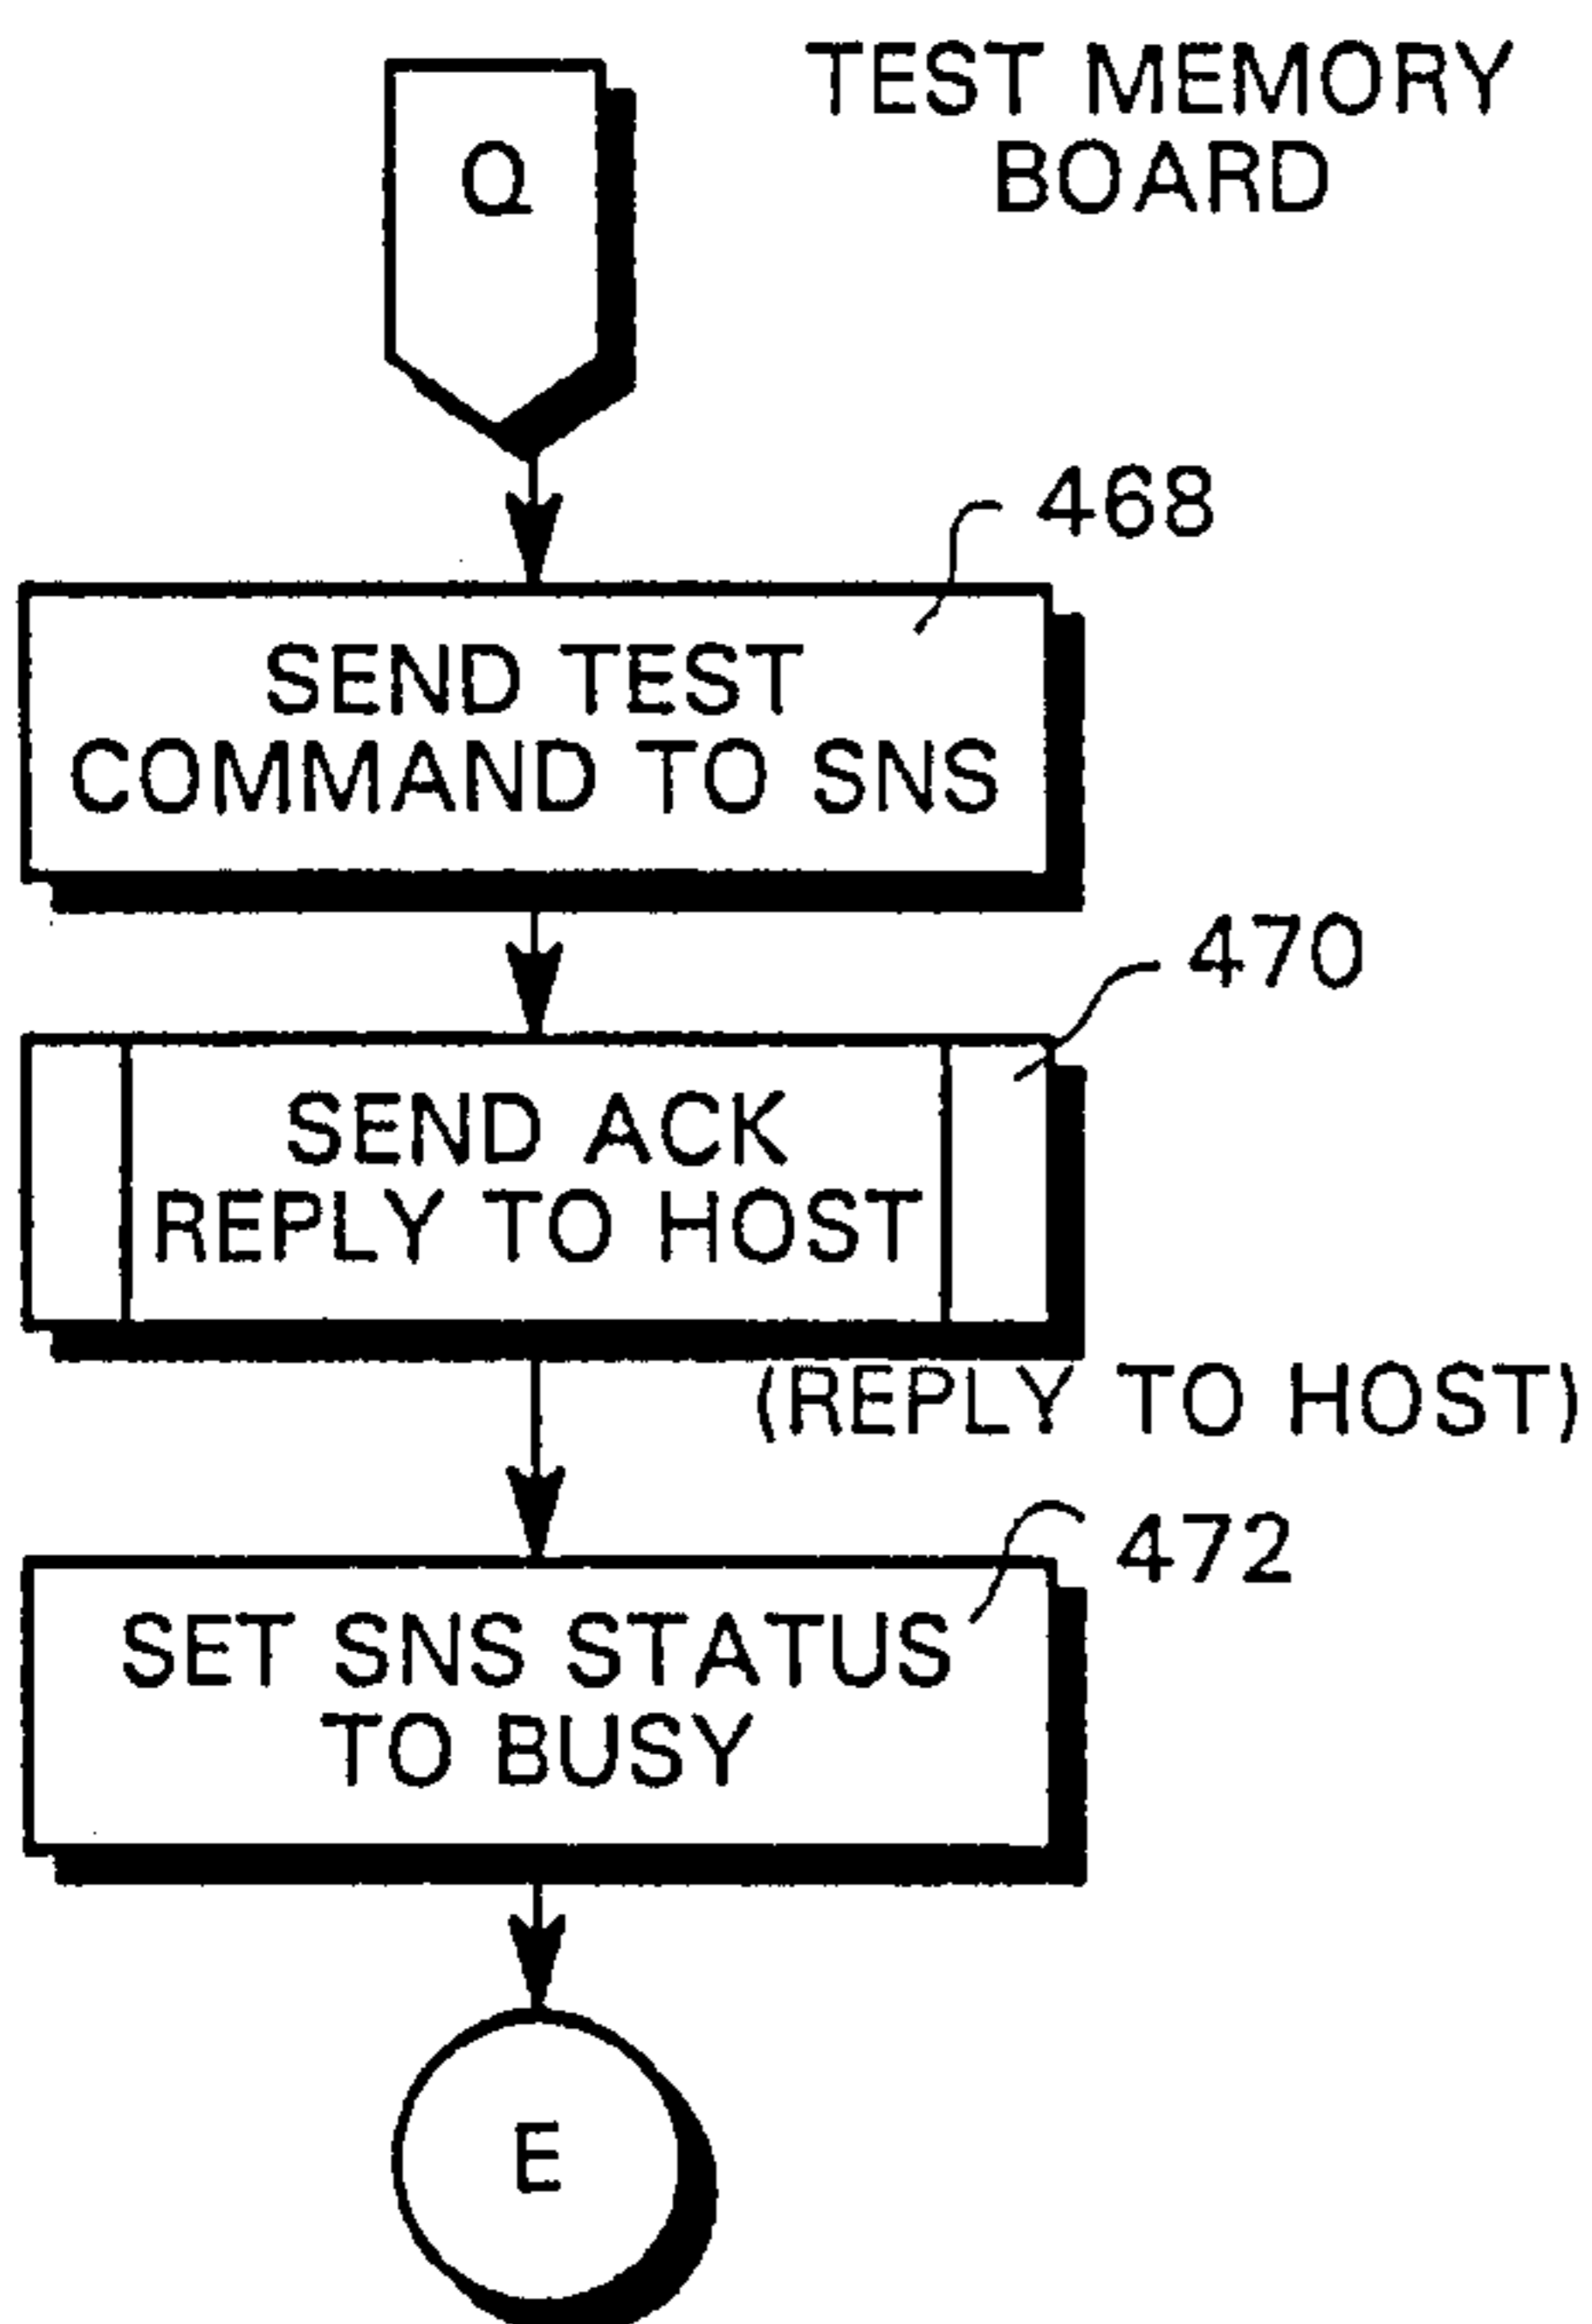 Q
TEST MEMORY
BOARD
468
SEND TEST
COMMAND TO SNS
470
SEND ACK
REPLY TO HOST
(REPLY TO HOST)
472
SET SNS STATUS
TO BUSY
E